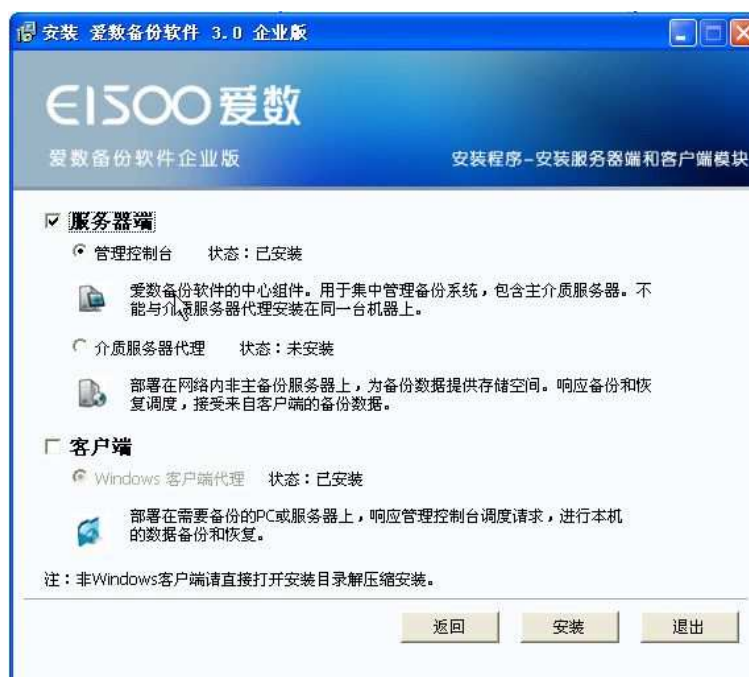 安装 爱数备份软件 3.0 企业版
EISOO爱数
爱数备份软件企业版
安装程序-安装服务器端和客户端模块
服务器端
管理控制台 状态：已安装
爱数备份软件的中心组件。用于集中管理备份系统，包含主介质服务器。不
能与介质服务器代理安装在同一台机器上。
介质服务器代理 状态：未安装
部署在网络内非主备份服务器上，为备份数据提供存储空间。响应备份和恢
复调度，接受来自客户端的备份数据。
客户端
Windows 客户端代理 状态：已安装
部署在需要备份的PC或服务器上，响应管理控制台调度请求，进行本机
的数据备份和恢复。
注：非Windows客户端请直接打开安装目录解压缩安装。
返回 安装 退出